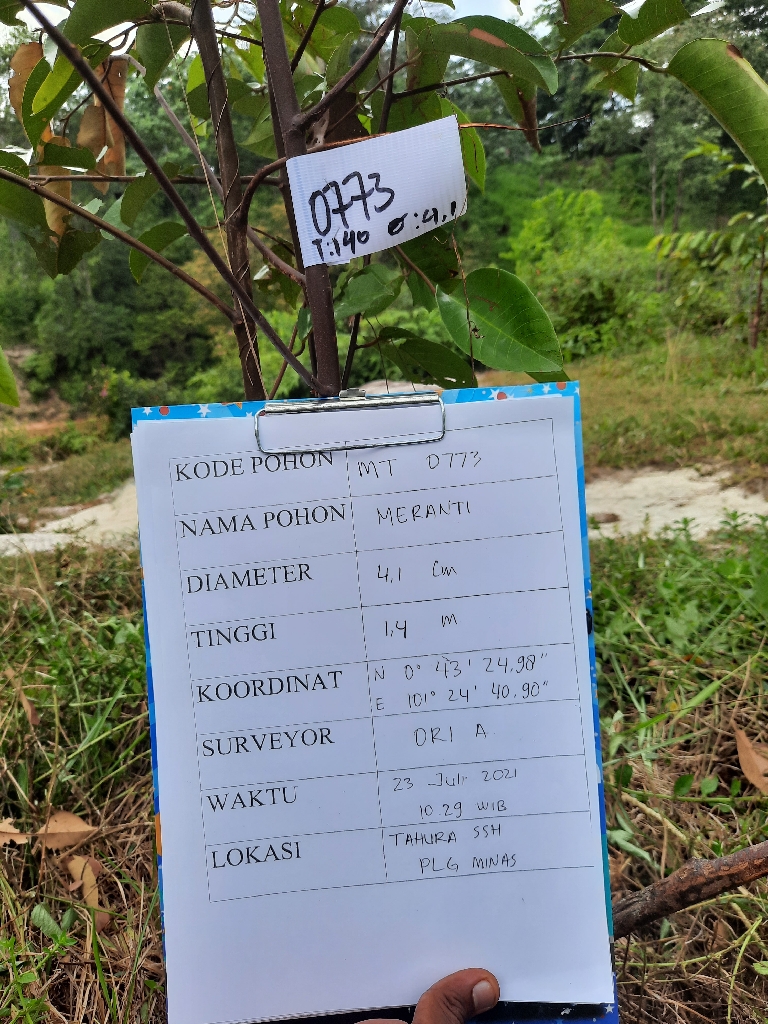 0773
T:140 Ø:4,1
KODE POHON MT 0773
NAMA POHON MERANTI
DIAMETER 4,1 Cm
TINGGI 1,4 m
KOORDINAT N 0° 43' 24.98"
E 101° 24' 40.90"
SURVEYOR ORI A
WAKTU 23 Juli 2021
10.29 WIB
LOKASI TAHURA SSH
PLG MINAS